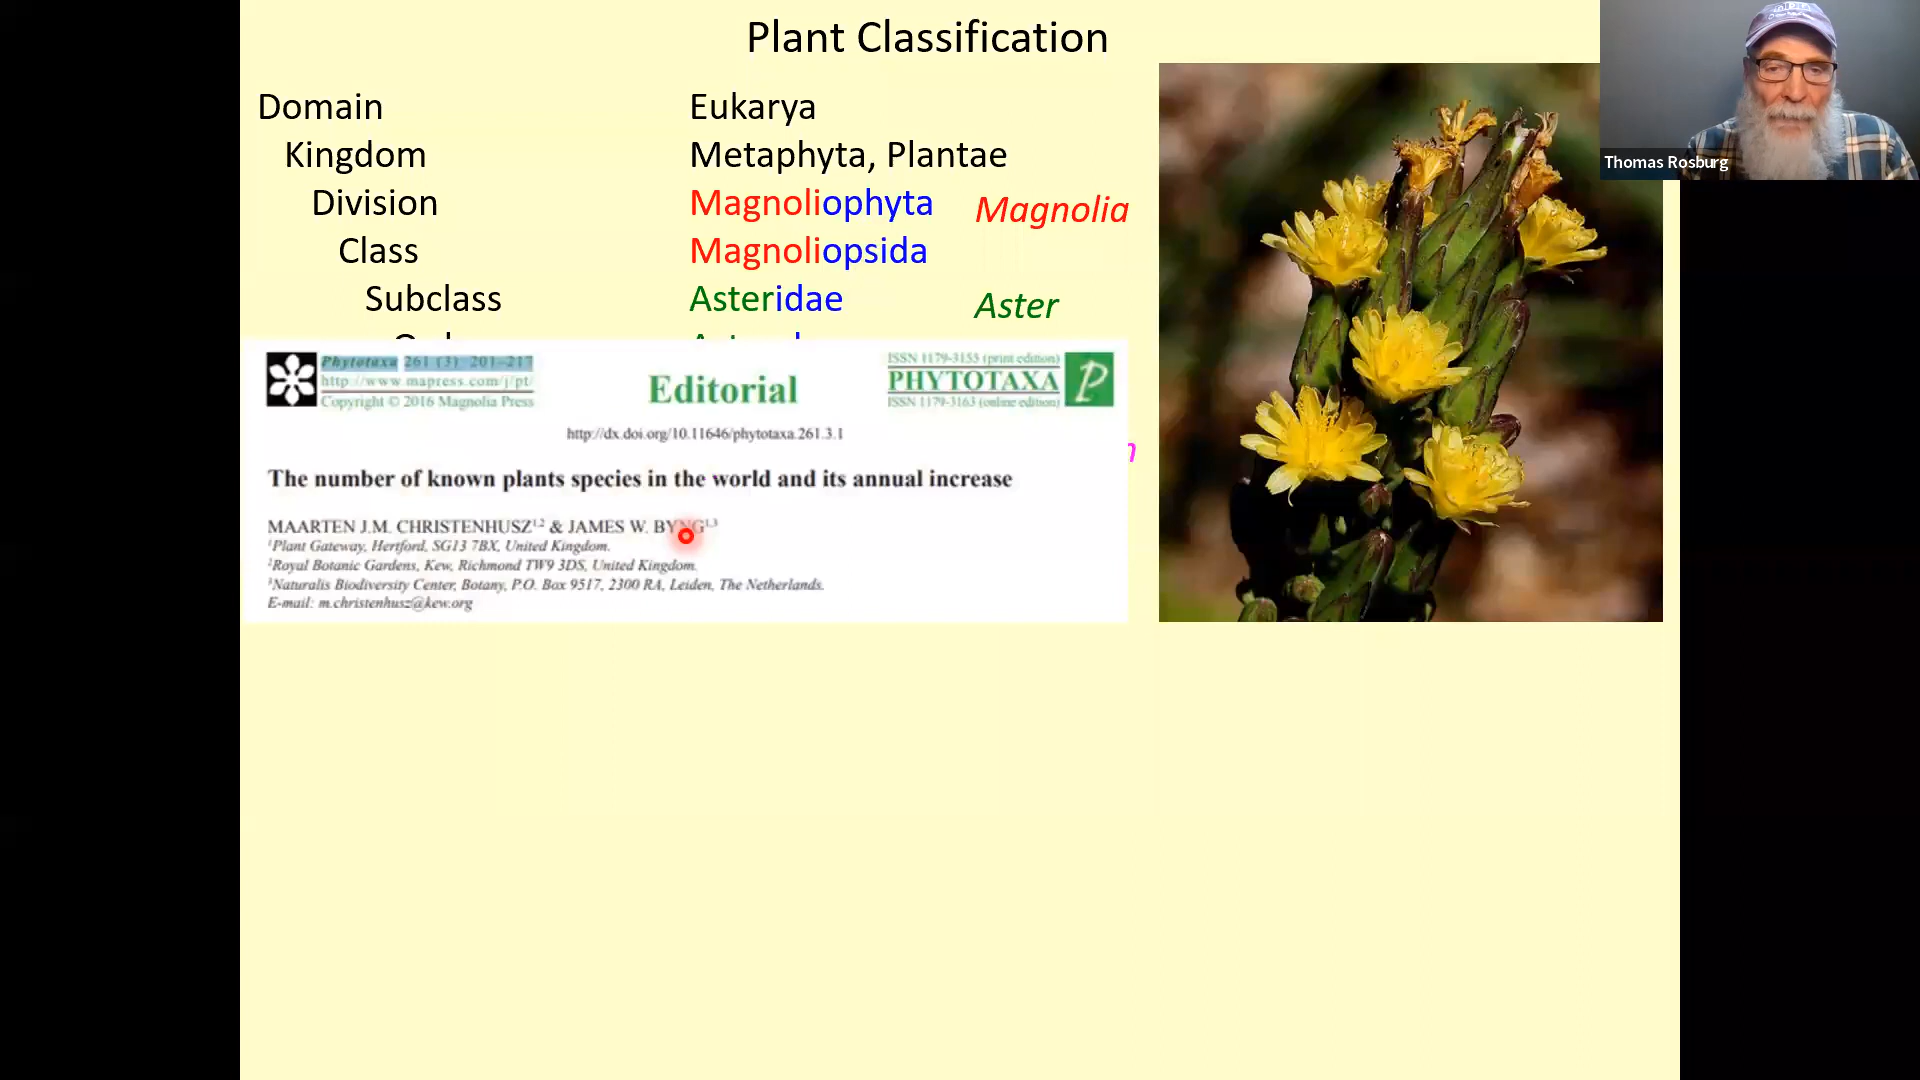 Plant Classification
Domain Eukarya
Kingdom Metaphyta, Plantae
Division Magnoliophyta Magnolia
Class Magnoliopsida
Subclass Asteridae Aster
Thomas Rosburg
Phytotaxa 261 (3): 201–217
http://www.mapress.com/j/pt/
Copyright © 2016 Magnolia Press
Editorial
ISSN 1179-3155 (print edition)
PHYTOTAXA
ISSN 1179-3163 (online edition)
http://dx.doi.org/10.11646/phytotaxa.261.3.1
The number of known plants species in the world and its annual increase
MAARTEN J.M. CHRISTENHUSZ1,2 & JAMES W. BYNG1,3
1Plant Gateway, Hertford, SG13 7BX, United Kingdom.
2Royal Botanic Gardens, Kew, Richmond TW9 3DS, United Kingdom.
3Naturalis Biodiversity Center, Botany, P.O. Box 9517, 2300 RA, Leiden, The Netherlands.
E-mail: m.christenhusz@kew.org